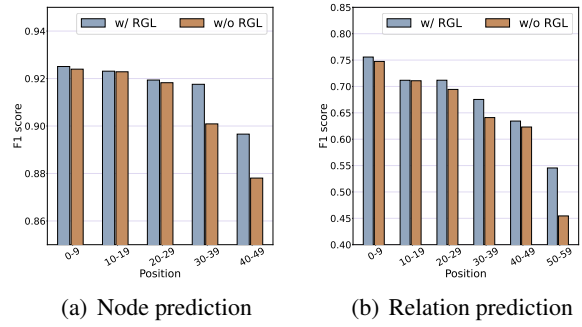 w/ RGL w/o RGL
0.94
0.92
0.90
0.88
0.86
F1 score
0-9 10-19 20-29 30-39 40-49
Position
(a) Node prediction
w/ RGL w/o RGL
0.85
0.80
0.75
0.70
0.65
0.60
0.55
0.50
0.45
0.40
F1 score
0-9 10-19 20-29 30-39 40-49 50-59
Position
(b) Relation prediction